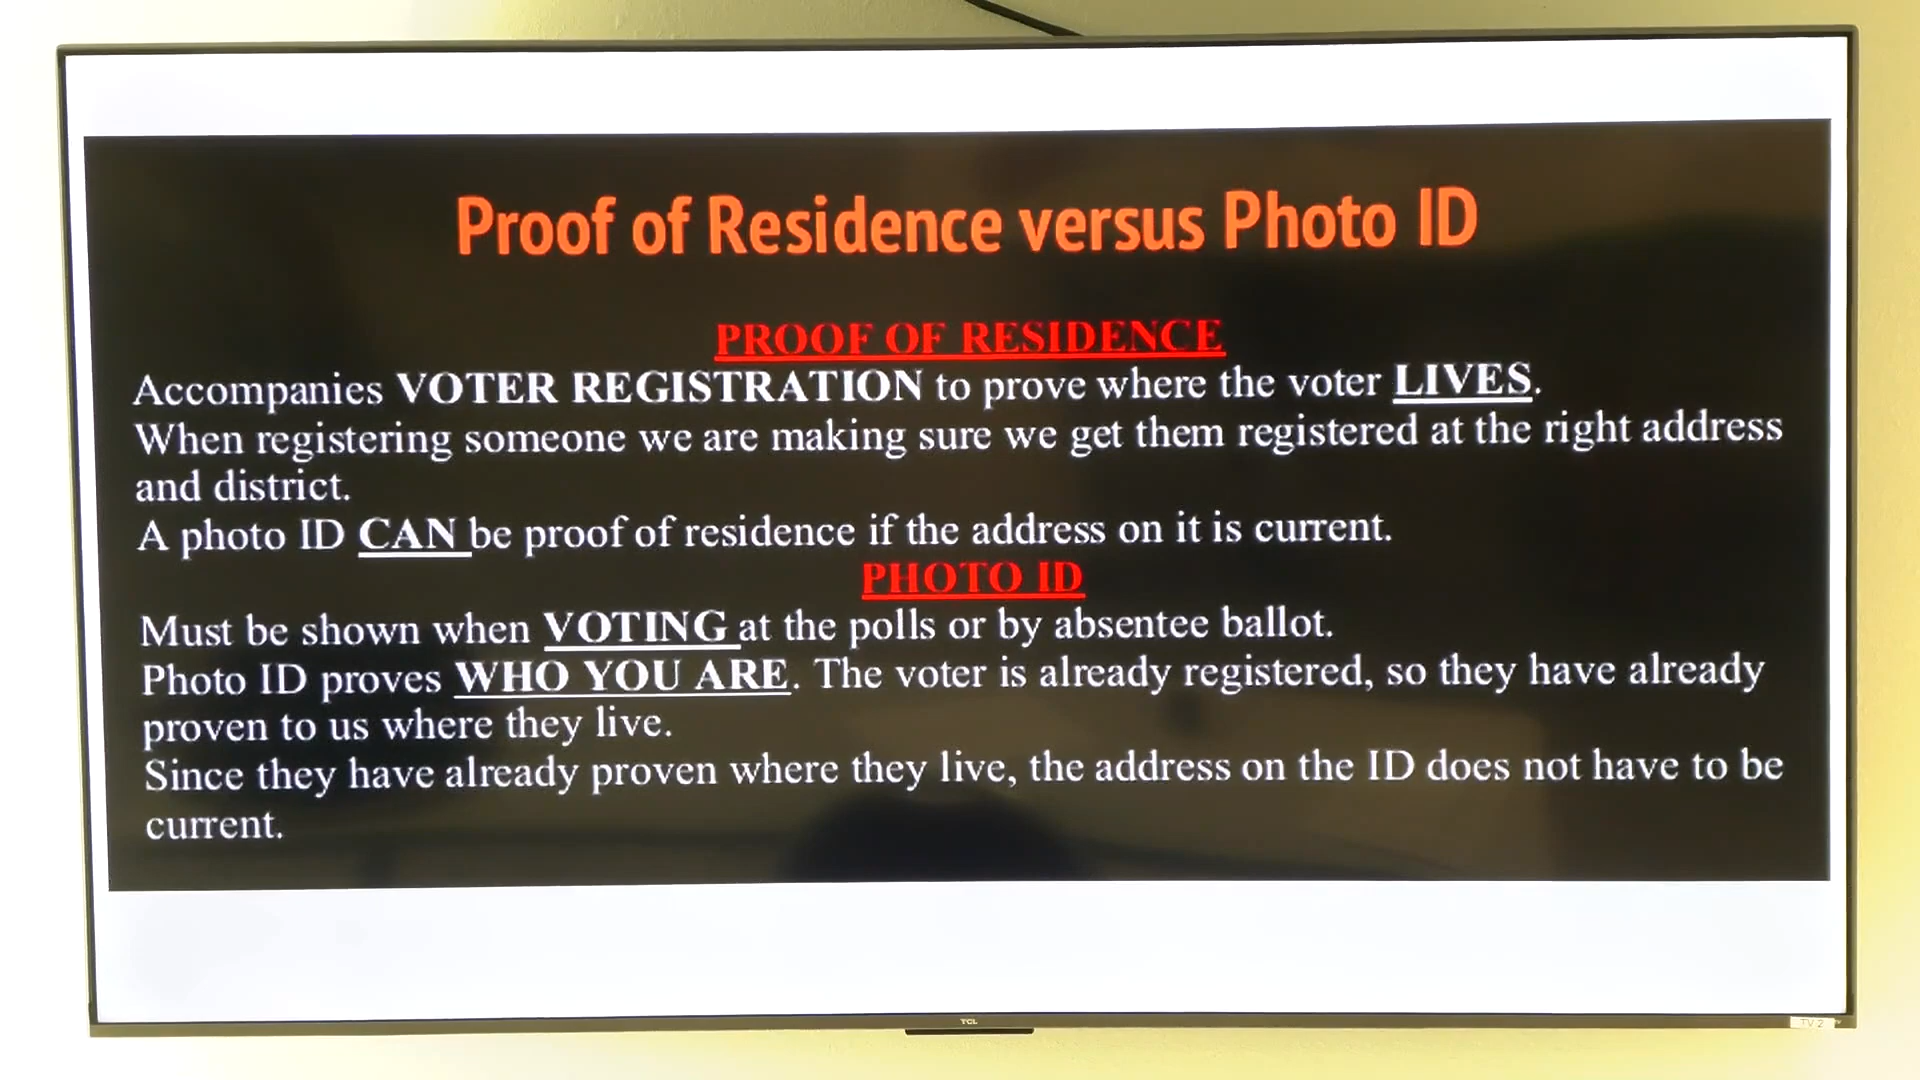 Proof of Residence versus Photo ID
PROOF OF RESIDENCE
Accompanies VOTER REGISTRATION to prove where the voter LIVES.
When registering someone we are making sure we get them registered at the right address
and district.
A photo ID CAN be proof of residence if the address on it is current.
PHOTO ID
Must be shown when VOTING at the polls or by absentee ballot.
Photo ID proves WHO YOU ARE. The voter is already registered, so they have already
proven to us where they live.
Since they have already proven where they live, the address on the ID does not have to be
current.
TCL
TV 2